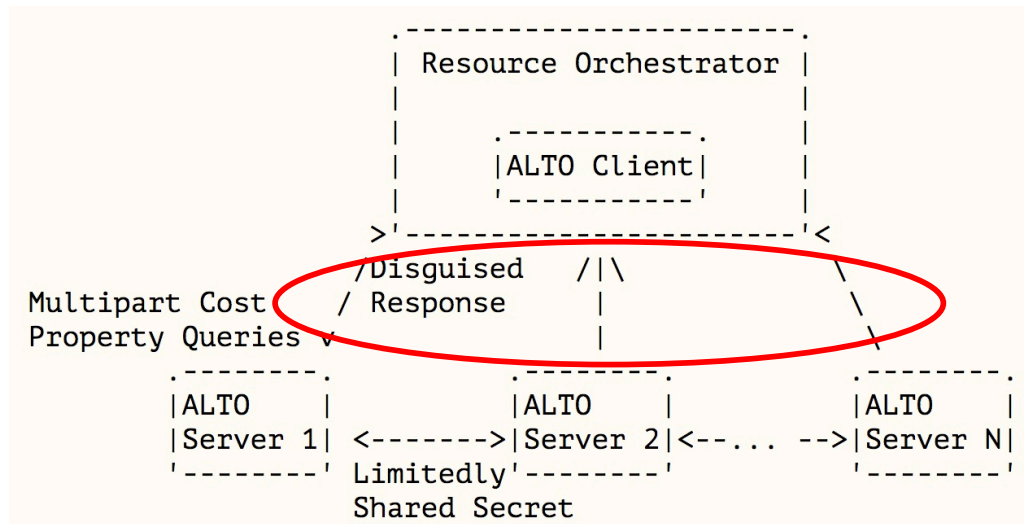 Resource Orchestrator
ALTO Client
Disguised
Multipart Cost Response
Property Queries
ALTO ALTO ALTO
Server 1 Server 2 ... Server N
Limitedly
Shared Secret